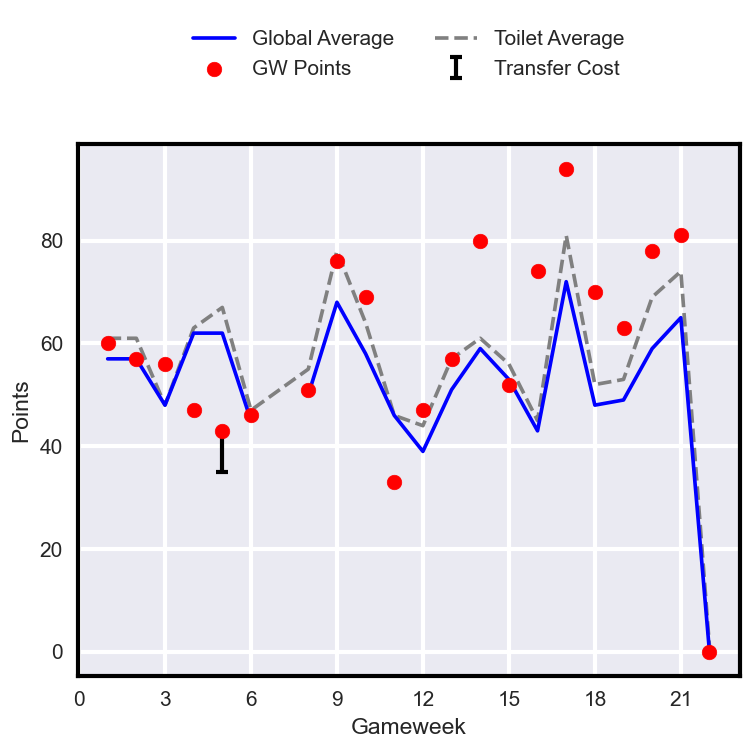 Global Average
Toilet Average
GW Points
Transfer Cost
80
60
40
20
0
Points
0
3
6
9
12
15
18
21
Gameweek